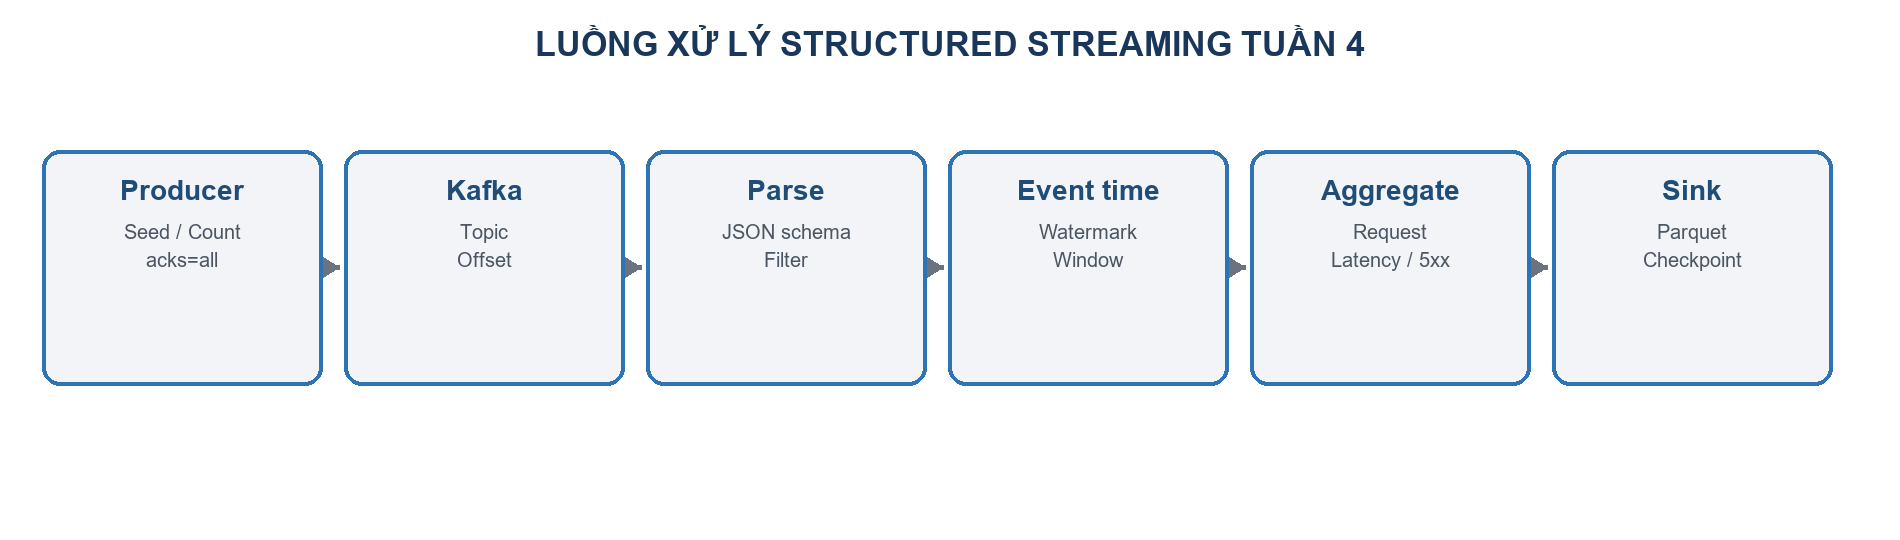 LUỒNG XỬ LÝ STRUCTURED STREAMING TUẦN 4
Producer
Seed / Count
acks=all
Kafka
Topic
Offset
Parse
JSON schema
Filter
Event time
Watermark
Window
Aggregate
Request
Latency / 5xx
Sink
Parquet
Checkpoint